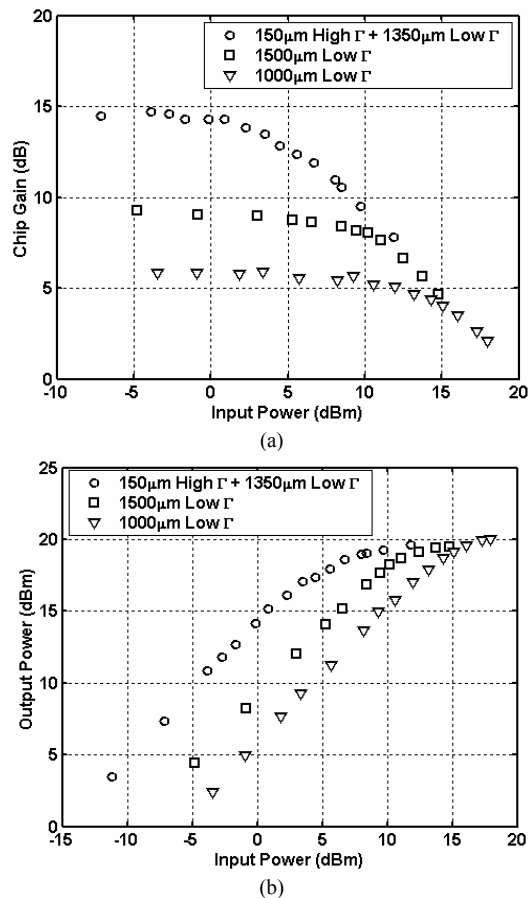 150μm High Γ + 1350μm Low Γ
1500μm Low Γ
1000μm Low Γ
Chip Gain (dB)
20
15
10
5
0
-10 -5 0 5 10 15 20
Input Power (dBm)
(a)
150μm High Γ + 1350μm Low Γ
1500μm Low Γ
1000μm Low Γ
Output Power (dBm)
25
20
15
10
5
0
-15 -10 -5 0 5 10 15 20
Input Power (dBm)
(b)